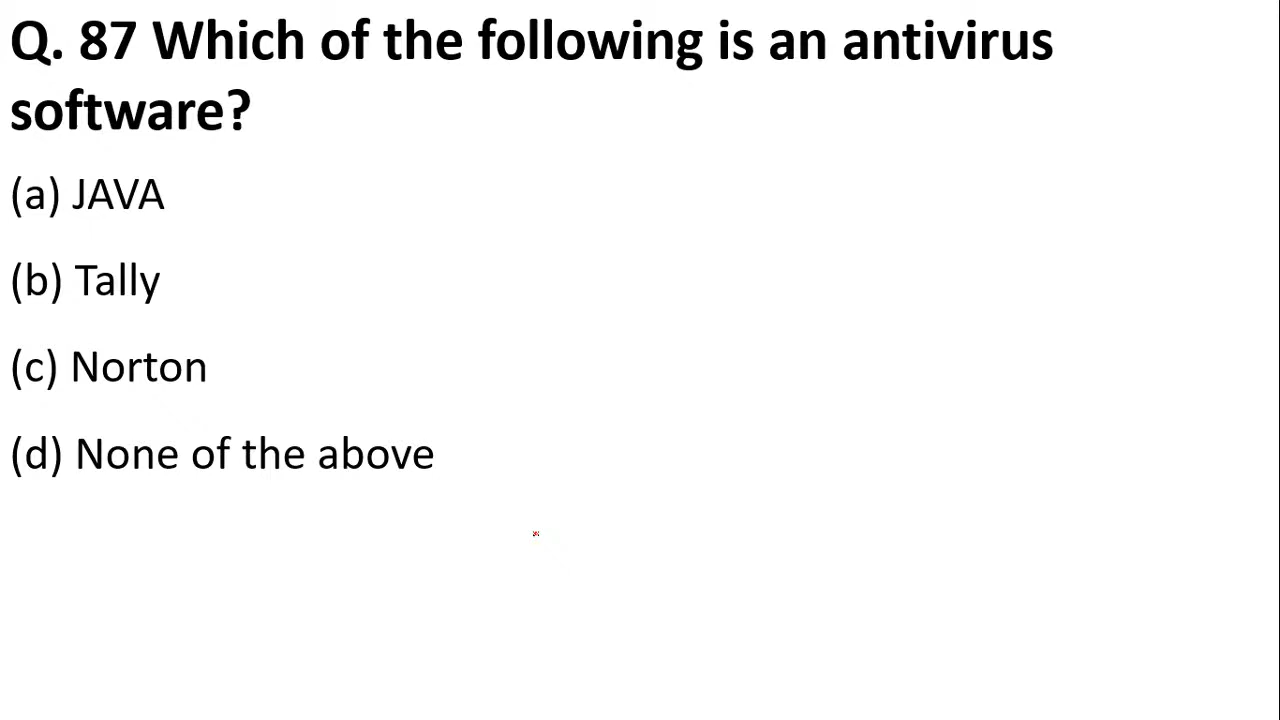 Q. 87 Which of the following is an antivirus
software?
(a) JAVA
(b) Tally
(c) Norton
(d) None of the above